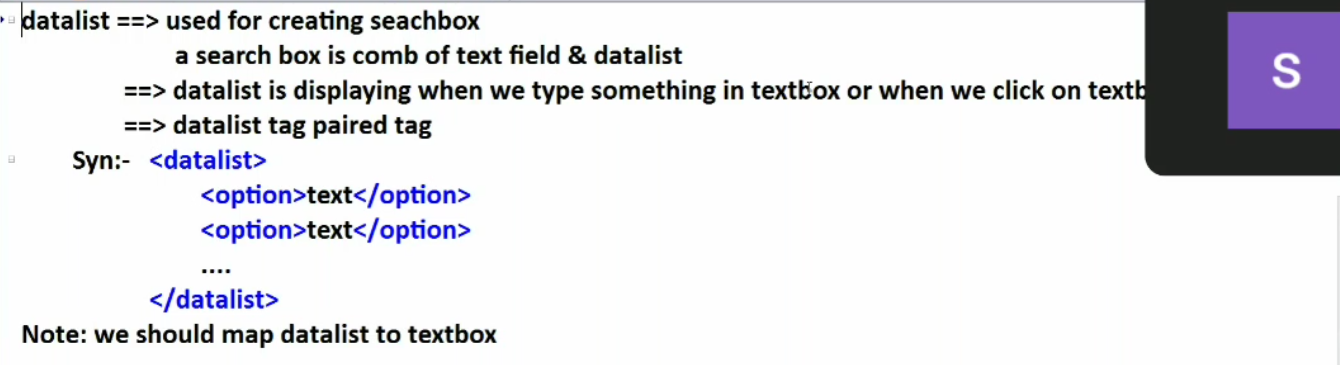 datalist ==> used for creating seachbox
a search box is comb of text field & datalist
==> datalist is displaying when we type something in textbox or when we click on textb
==> datalist tag paired tag
Syn:- <datalist>
<option>text</option>
<option>text</option>
....
</datalist>
Note: we should map datalist to textbox
S